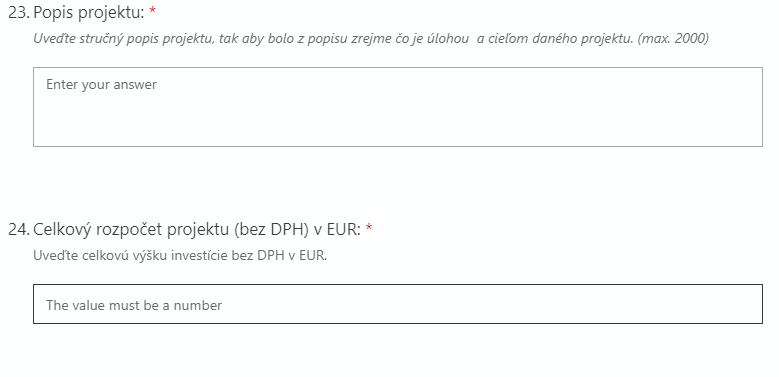 23. Popis projektu: *
Uveďte stručný popis projektu, tak aby bolo z popisu zrejme čo je úlohou a cieľom daného projektu. (max. 2000)
Enter your answer
24. Celkový rozpočet projektu (bez DPH) v EUR: *
Uveďte celkovú výšku investície bez DPH v EUR.
The value must be a number